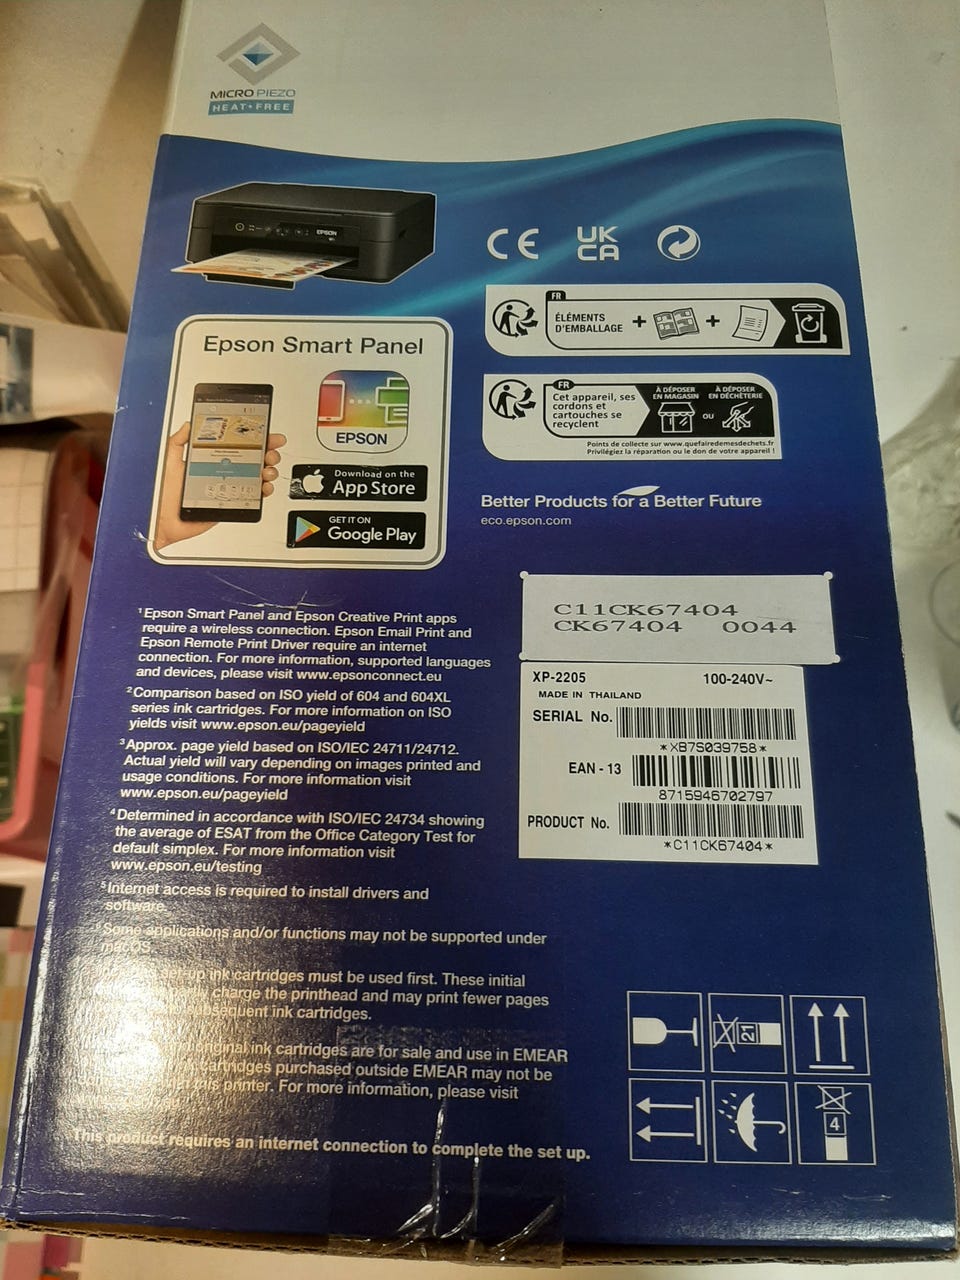 MICRO PIEZO
HEAT-FREE
EPSON
CE
UK
CA
Epson Smart Panel
EPSON
Download on the
App Store
GET IT ON
Google Play
FR
ÉLÉMENTS
D'EMBALLAGE
+
+
FR
Cet appareil, ses
cordons et
cartouches se
recyclent
À DÉPOSER
EN MAGASIN
OU
À DÉPOSER
EN DÉCHÈTERIE
Points de collecte sur www.quefairedemesdechets.fr
Privilégiez la réparation ou le don de votre appareil !
Better Products for a Better Future
eco.epson.com
C11CK67404
CK67404 0044
XP-2205 100-240V~
MADE IN THAILAND
SERIAL No.
*XB7S039758*
EAN - 13
8715946702797
PRODUCT No.
*C11CK67404*
1Epson Smart Panel and Epson Creative Print apps
require a wireless connection. Epson Email Print and
Epson Remote Print Driver require an internet
connection. For more information, supported languages
and devices, please visit www.epsonconnect.eu
2Comparison based on ISO yield of 604 and 604XL
series ink cartridges. For more information on ISO
yields visit www.epson.eu/pageyield
3Approx. page yield based on ISO/IEC 24711/24712.
Actual yield will vary depending on images printed and
usage conditions. For more information visit
www.epson.eu/pageyield
4Determined in accordance with ISO/IEC 24734 showing
the average of ESAT from the Office Category Test for
default simplex. For more information visit
www.epson.eu/testing
5Internet access is required to install drivers and
software.
Some applications and/or functions may not be supported under
macOS.
set-up ink cartridges must be used first. These initial
charge the printhead and may print fewer pages
subsequent ink cartridges.
original ink cartridges are for sale and use in EMEAR
cartridges purchased outside EMEAR may not be
this printer. For more information, please visit
This product requires an internet connection to complete the set up.
21
4